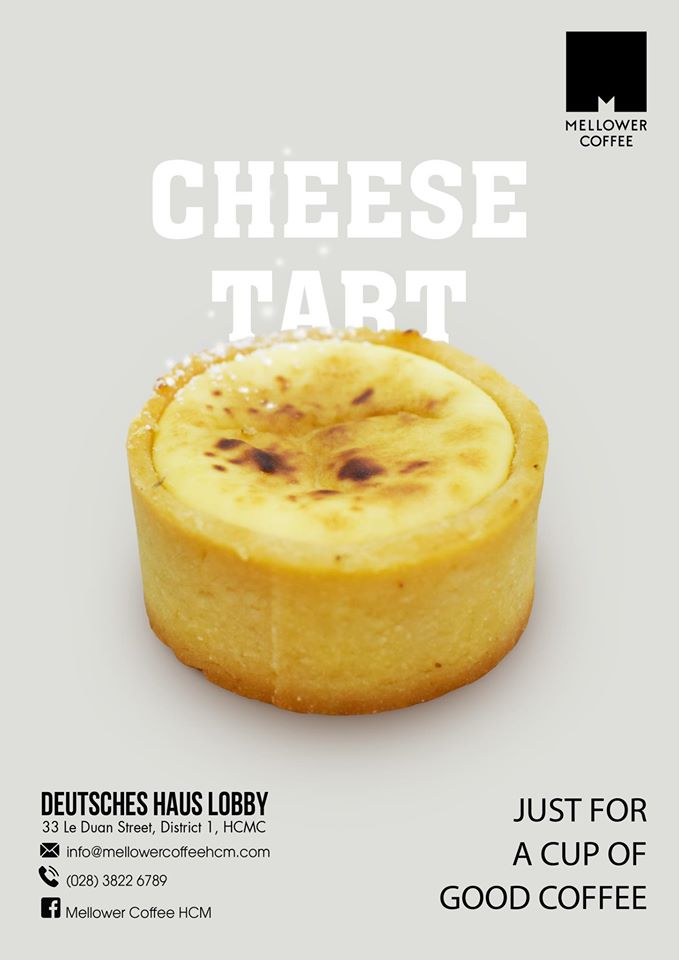 MELLOWER
COFFEE
CHEESE
TART
DEUTSCHES HAUS LOBBY
33 Le Duan Street, District 1, HCMC
info@mellowercoffeehcm.com
(028) 3822 6789
Mellower Coffee HCM
JUST FOR
A CUP OF
GOOD COFFEE